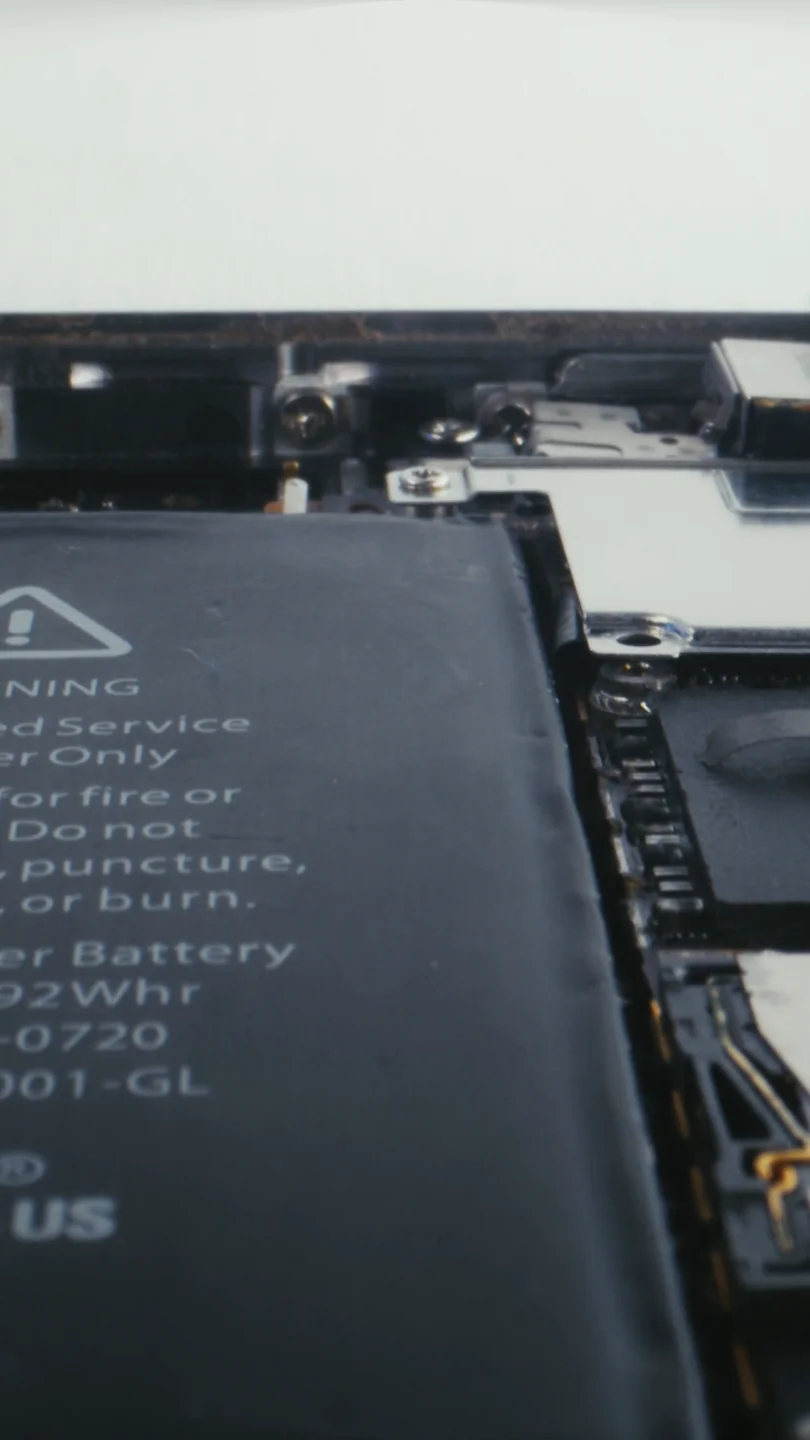 !
NING
ed Service
er Only
for fire or
Do not
, puncture,
, or burn.
er Battery
92Whr
-0720
001-GL
®
US